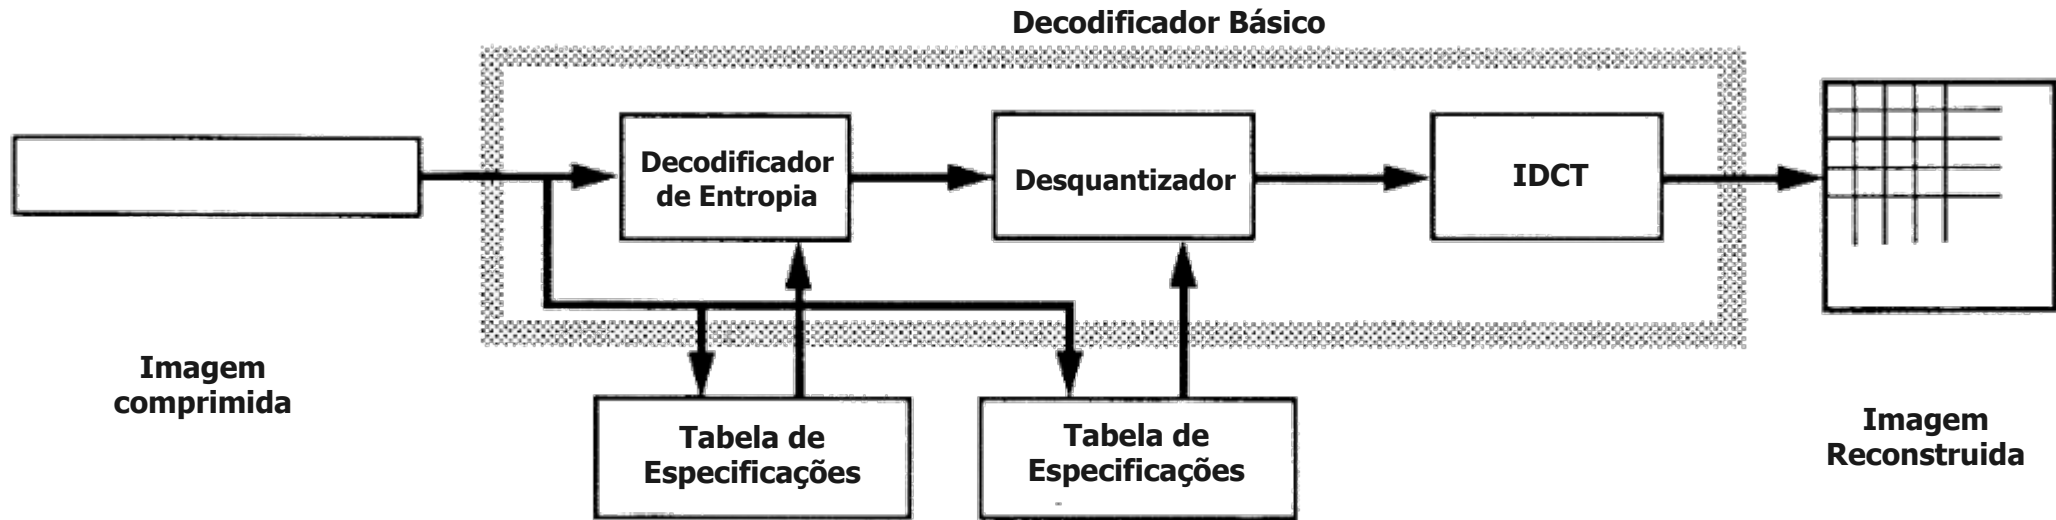 Decodificador Básico
Decodificador
de Entropia
Desquantizador
IDCT
Imagem
comprimida
Tabela de
Especificações
Tabela de
Especificações
Imagem
Reconstruida